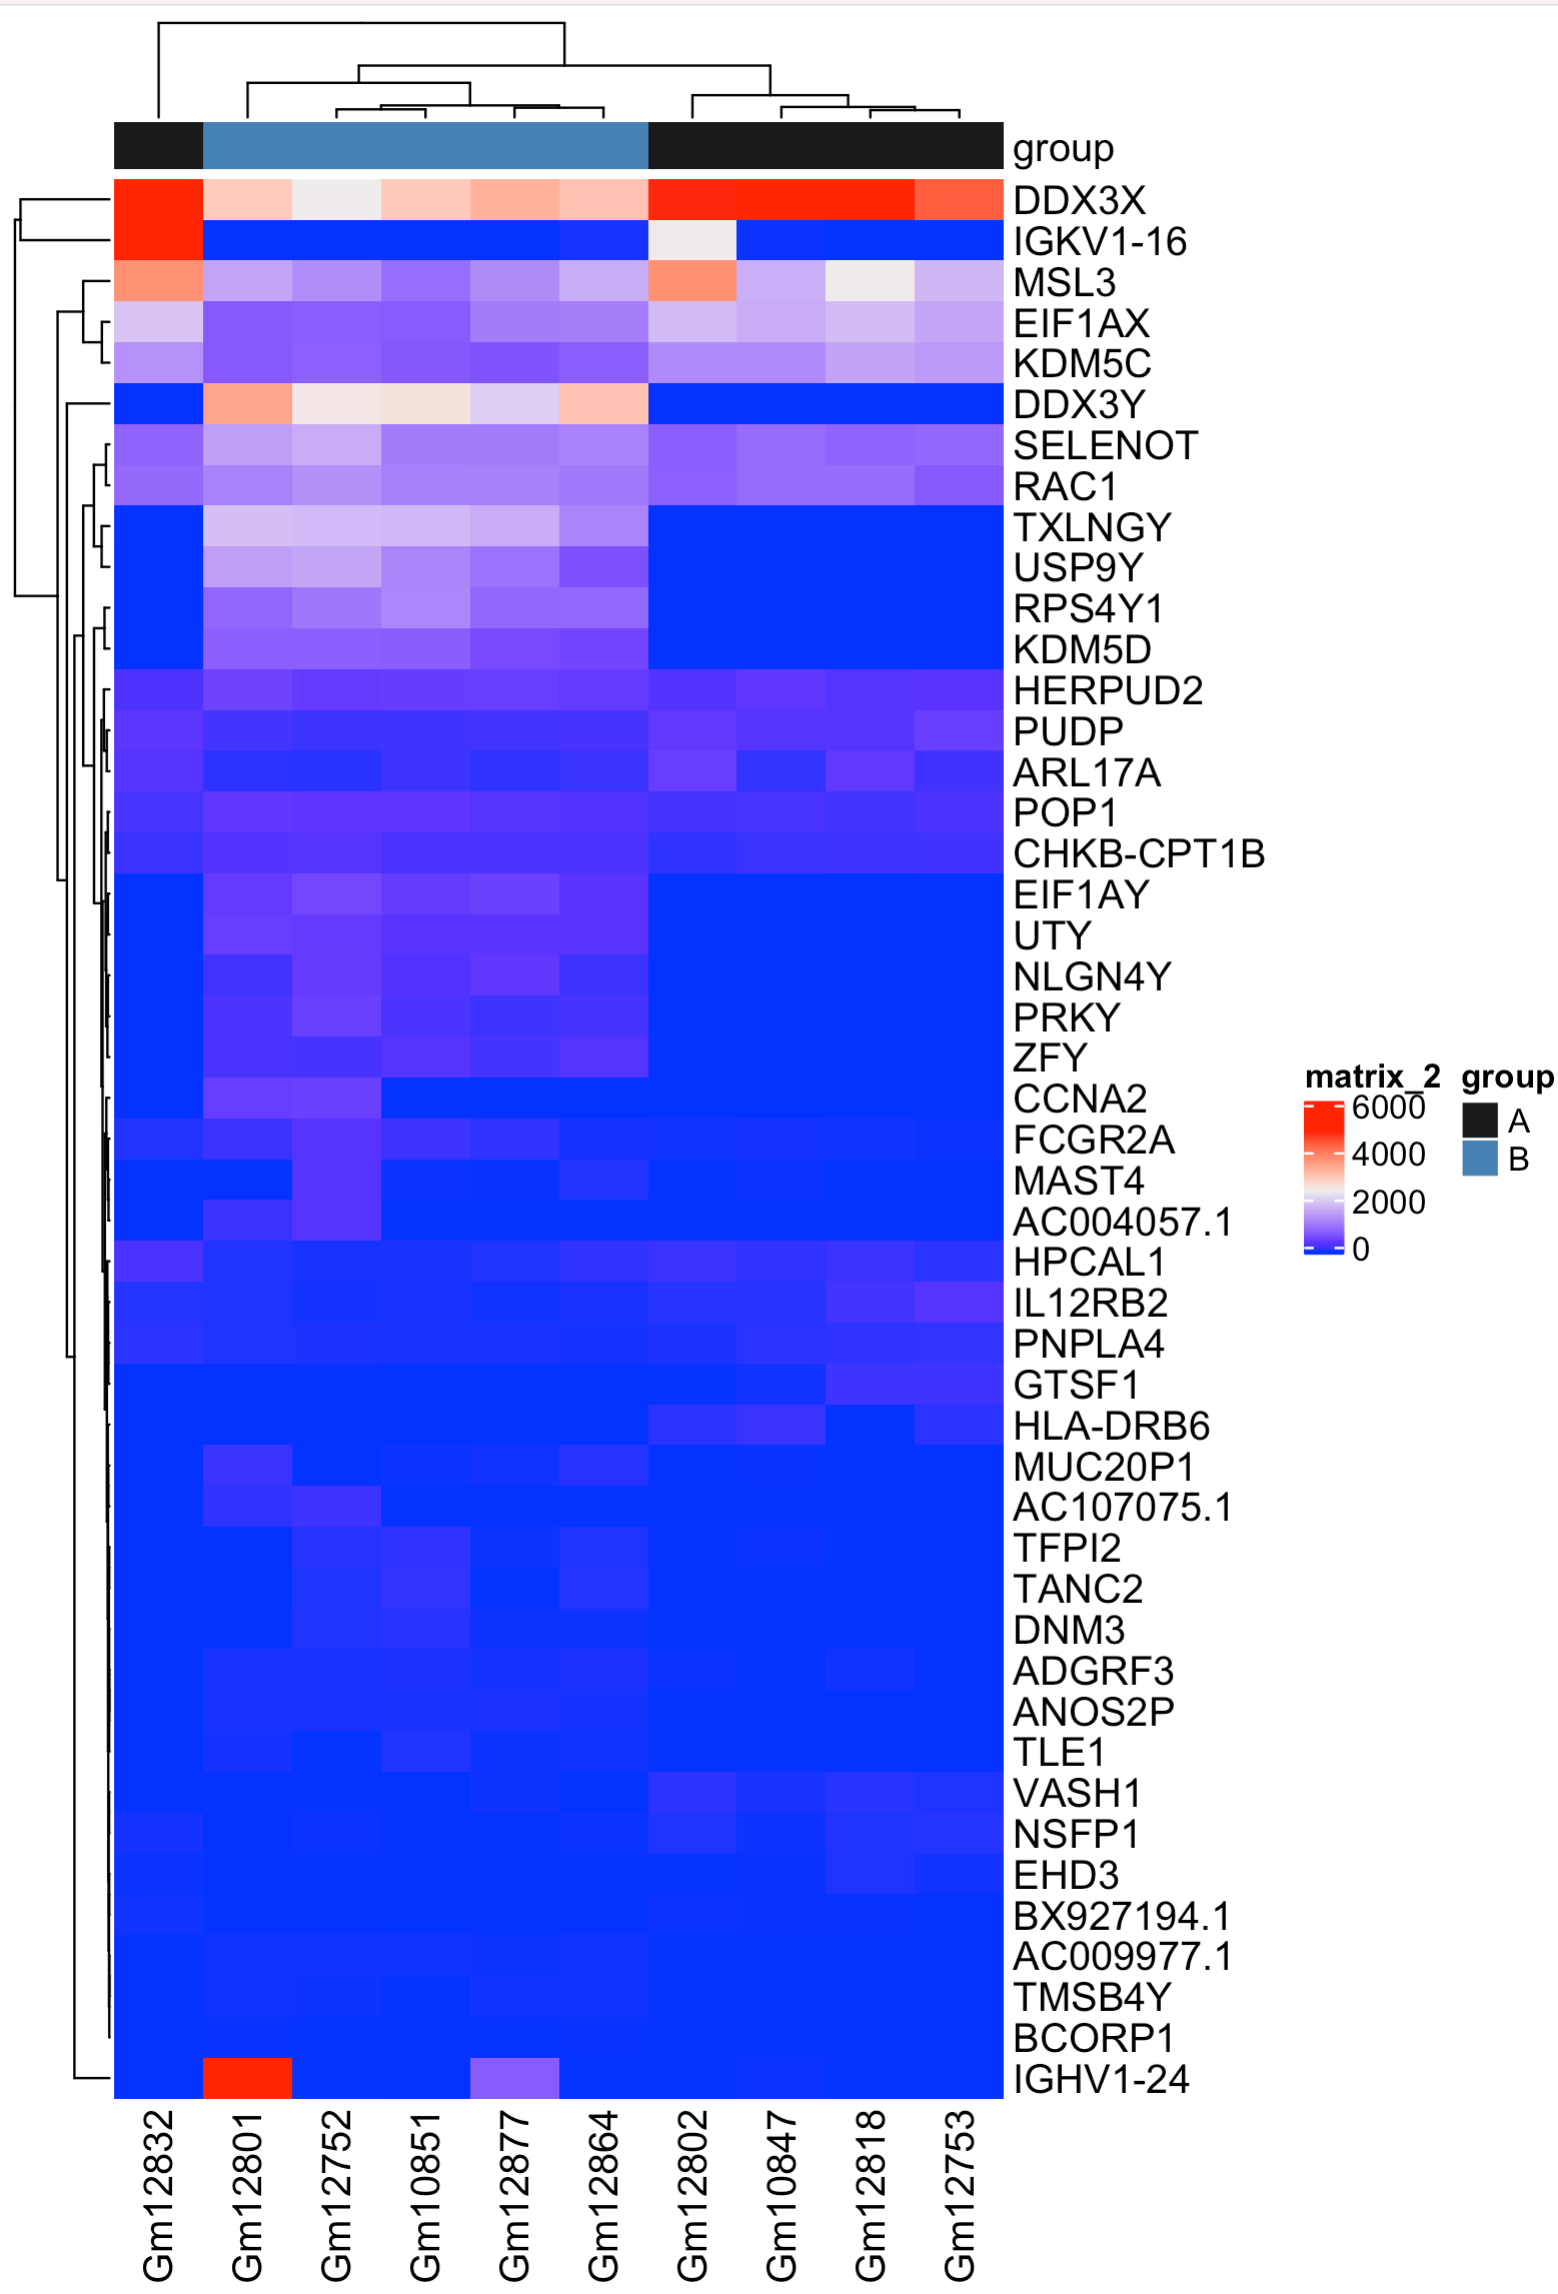 group
DDX3X
IGKV1-16
MSL3
EIF1AX
KDM5C
DDX3Y
SELENOT
RAC1
TXLNGY
USP9Y
RPS4Y1
KDM5D
HERPUD2
PUDP
ARL17A
POP1
CHKB-CPT1B
EIF1AY
UTY
NLGN4Y
PRKY
ZFY
CCNA2
FCGR2A
MAST4
AC004057.1
HPCAL1
IL12RB2
PNPLA4
GTSF1
HLA-DRB6
MUC20P1
AC107075.1
TFPI2
TANC2
DNM3
ADGRF3
ANOS2P
TLE1
VASH1
NSFP1
EHD3
BX927194.1
AC009977.1
TMSB4Y
BCORP1
IGHV1-24
Gm12832
Gm12801
Gm12752
Gm10851
Gm12877
Gm12864
Gm12802
Gm10847
Gm12818
Gm12753
matrix_2
6000
4000
2000
0
group
A
B